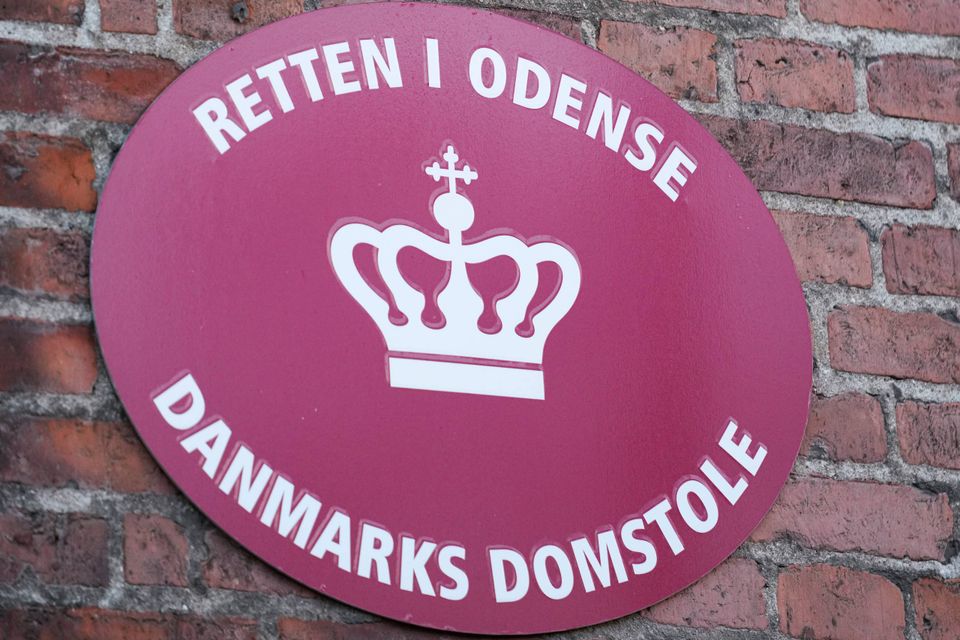 RETTEN I ODENSE
DANMARKS DOMSTOLE